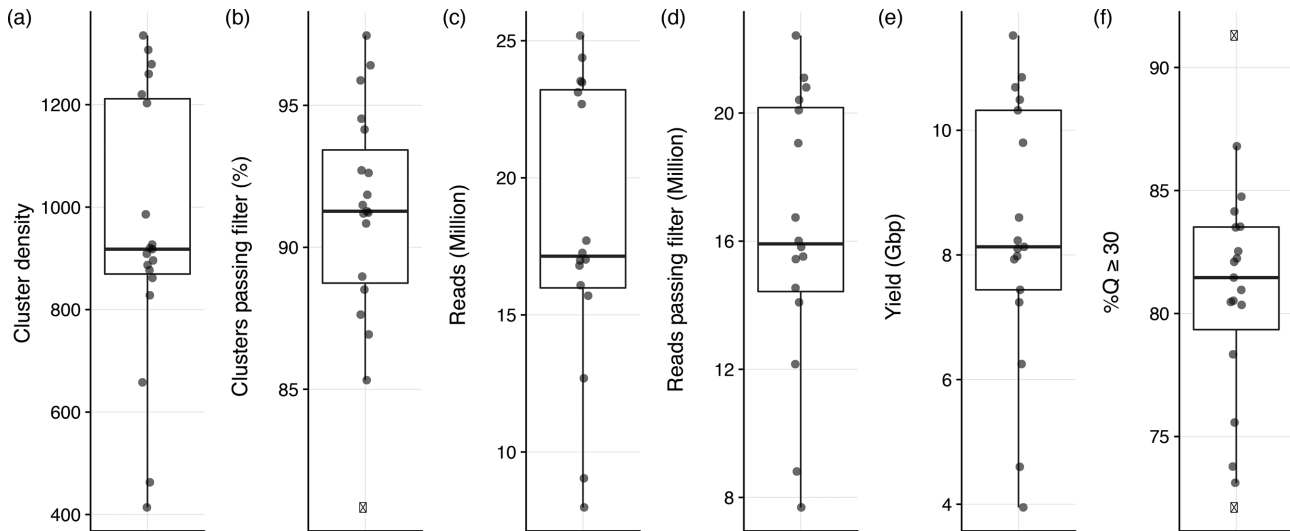 (a)
Cluster density
1200
1000
800
600
400
(b)
Clusters passing filter (%)
95
90
85
(c)
Reads (Million)
25
20
15
10
(d)
Reads passing filter (Million)
20
16
12
8
(e)
Yield (Gbp)
10
8
6
4
(f)
%Q ≥ 30
90
85
80
75